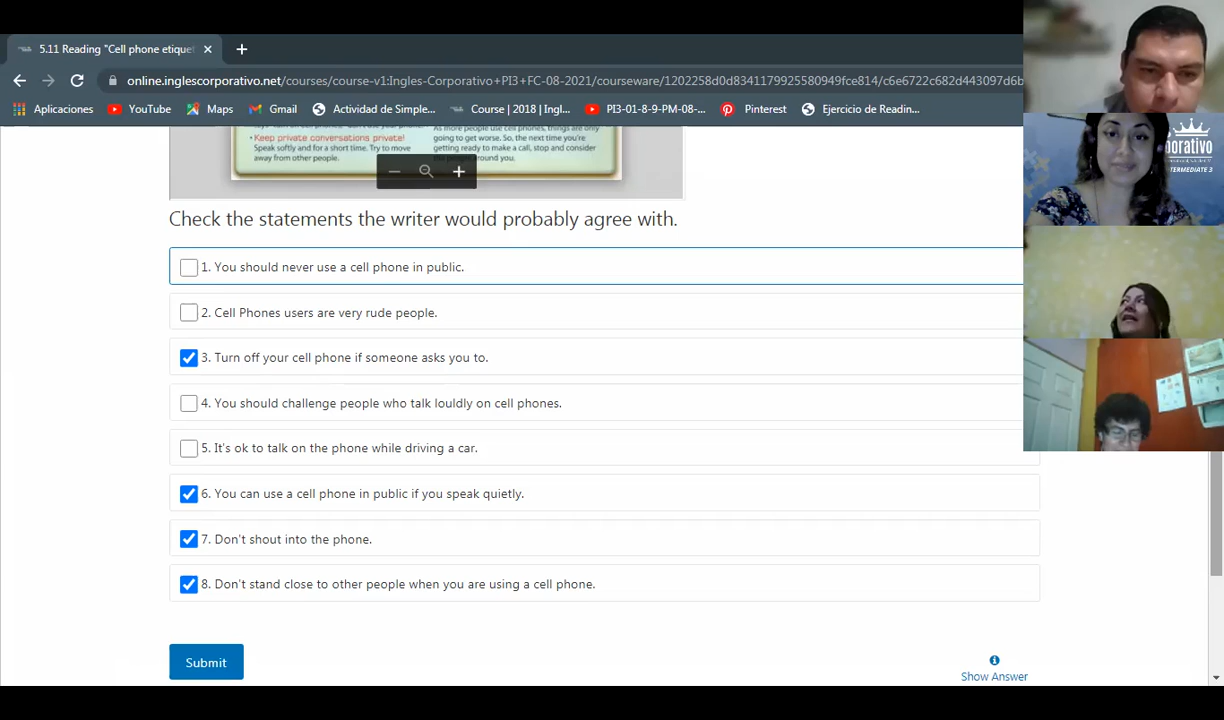 5.11 Reading "Cell phone etiquet
online.inglescorporativo.net/courses/course-v1:Ingles-Corporativo+PI3+FC-08-2021/courseware/1202258d0d8341179925580949fce814/c6e6722c682d443097d6b
Aplicaciones YouTube Maps Gmail Actividad de Simple... Course | 2018 | Ingl... PI3-01-8-9-PM-08-... Pinterest Ejercicio de Readin...
• Keep private conversations private!
Speak softly and for a short time. Try to move
away from other people.
As more people use cell phones, things are only
going to get worse. So, the next time you're
getting ready to make a call, stop and consider
around you.
Check the statements the writer would probably agree with.
1. You should never use a cell phone in public.
2. Cell Phones users are very rude people.
3. Turn off your cell phone if someone asks you to.
4. You should challenge people who talk louldly on cell phones.
5. It's ok to talk on the phone while driving a car.
6. You can use a cell phone in public if you speak quietly.
7. Don't shout into the phone.
8. Don't stand close to other people when you are using a cell phone.
Submit
Show Answer
porativo
TERMEDIATE 3